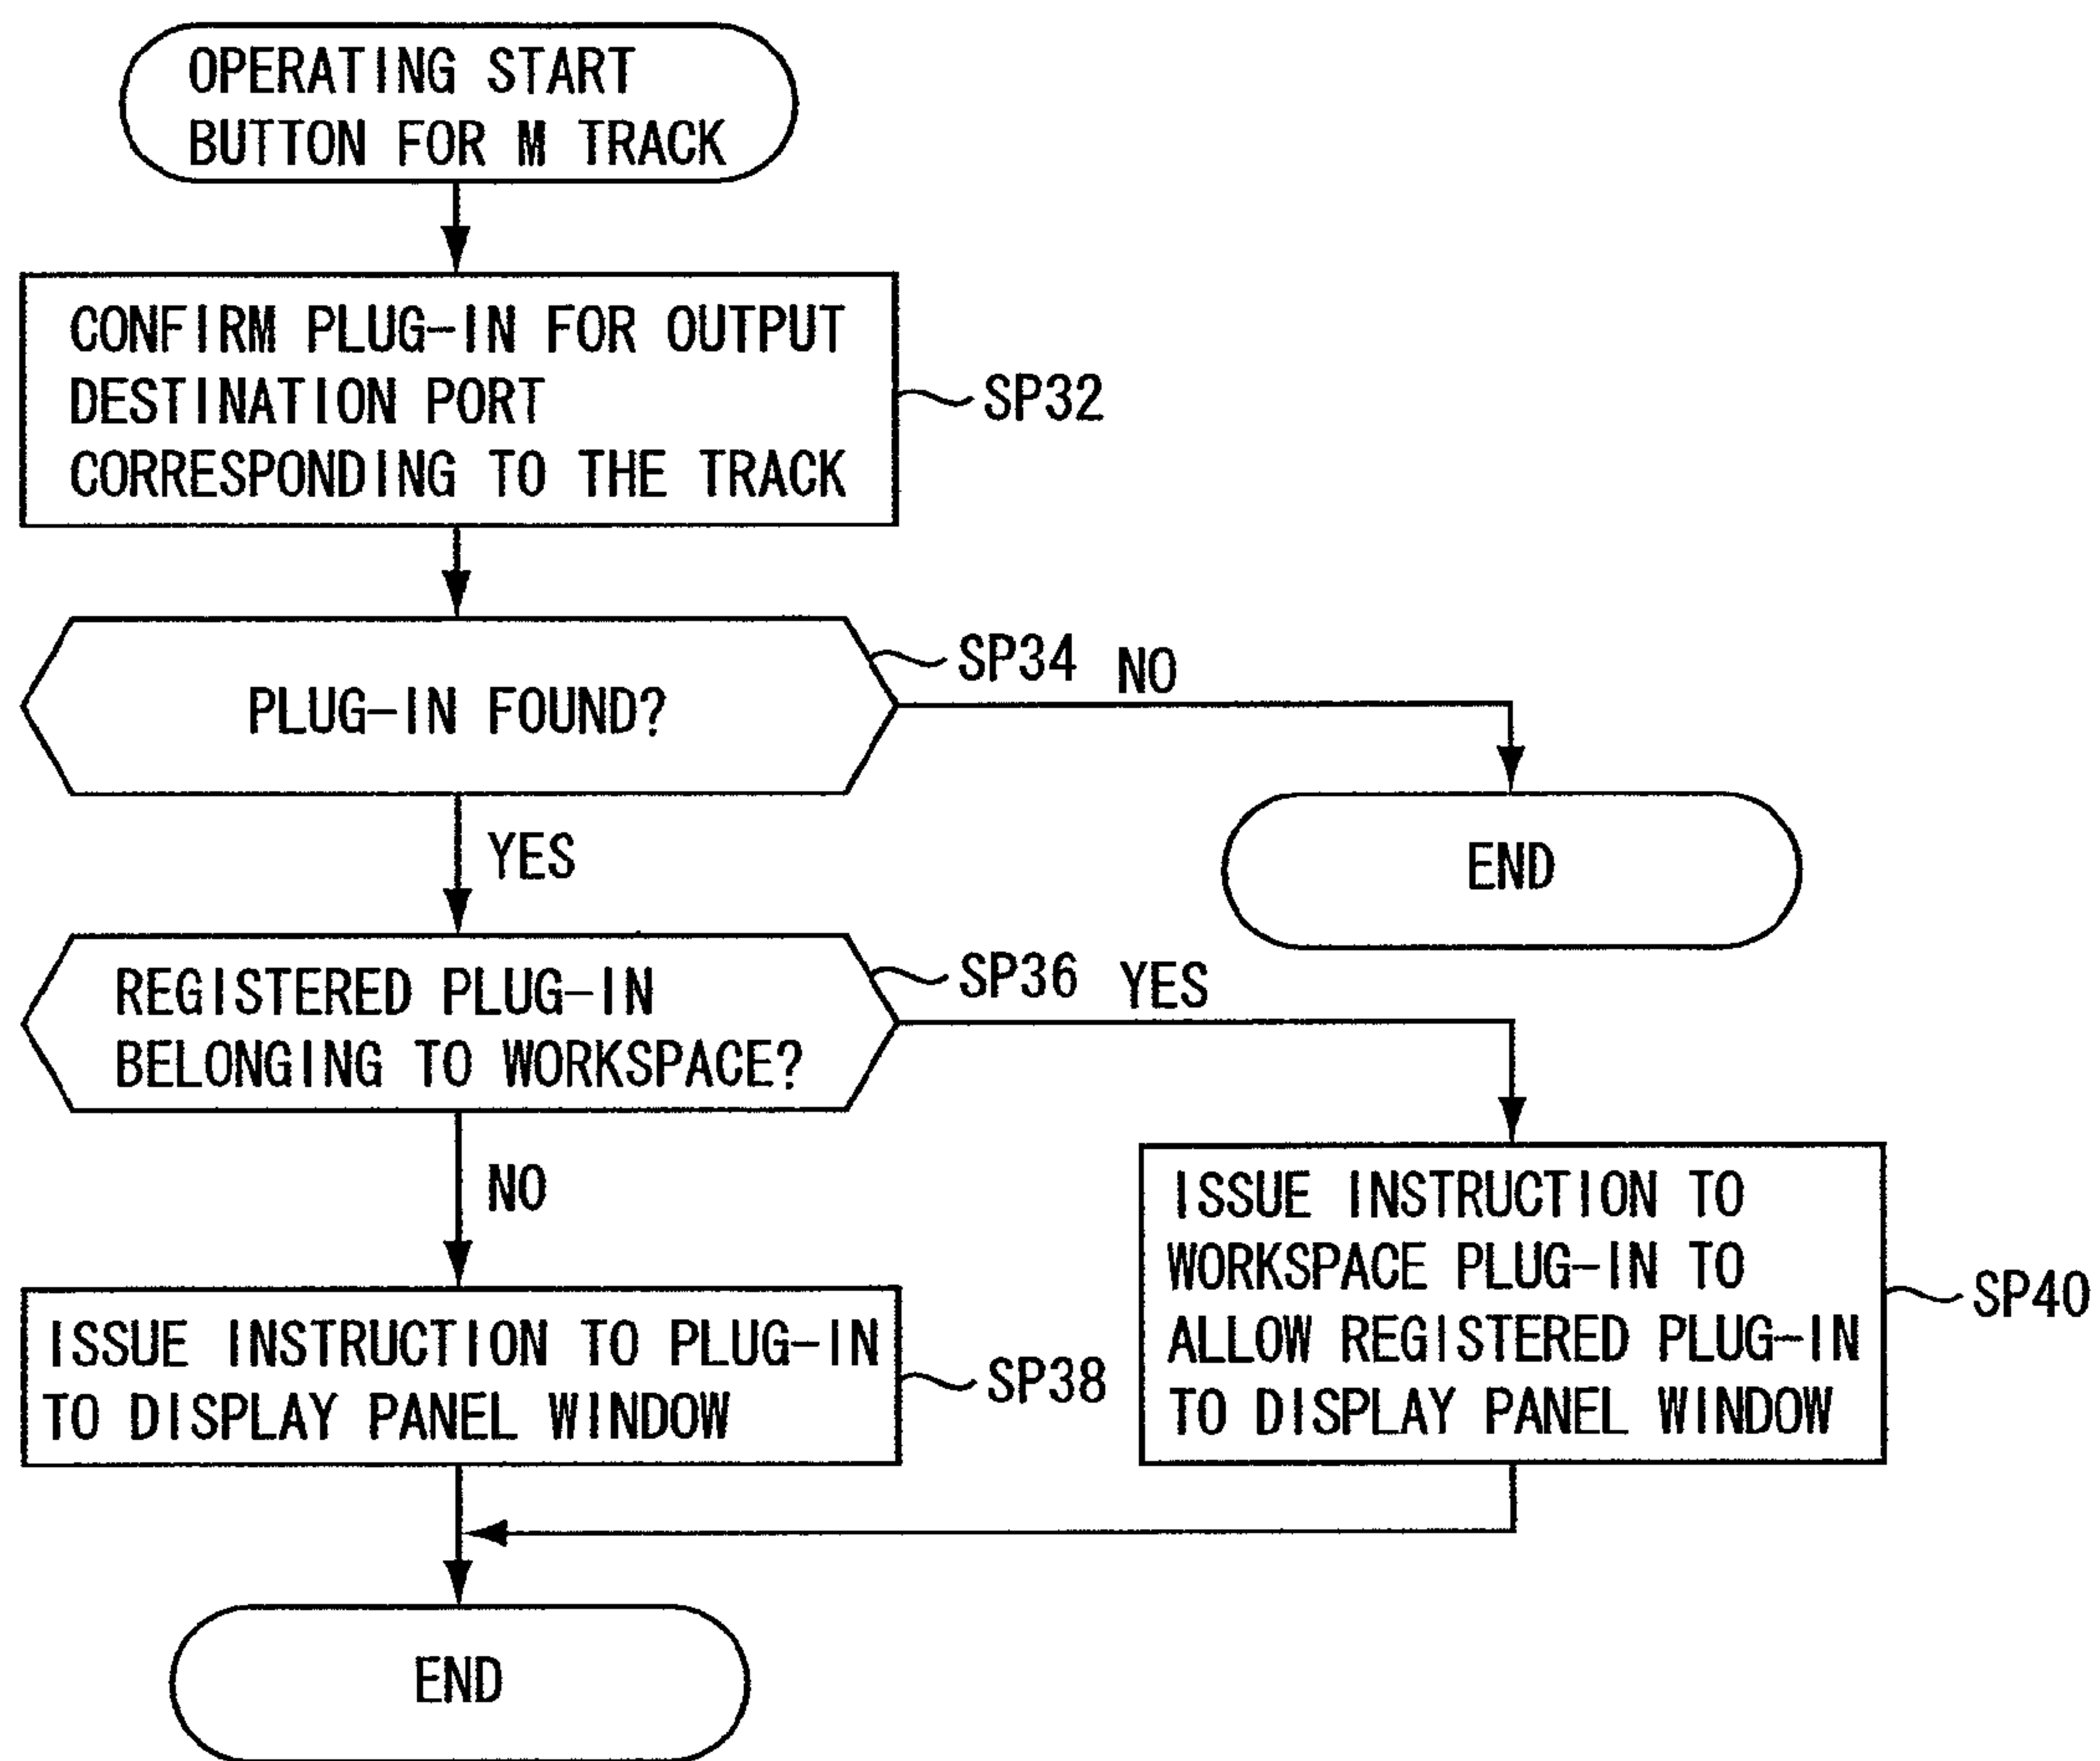 OPERATING START
BUTTON FOR M TRACK
CONFIRM PLUG-IN FOR OUTPUT
DESTINATION PORT
CORRESPONDING TO THE TRACK
SP32
SP34
NO
PLUG-IN FOUND?
YES
END
SP36
YES
REGISTERED PLUG-IN
BELONGING TO WORKSPACE?
NO
ISSUE INSTRUCTION TO
WORKSPACE PLUG-IN TO
ALLOW REGISTERED PLUG-IN
TO DISPLAY PANEL WINDOW
SP40
ISSUE INSTRUCTION TO PLUG-IN
TO DISPLAY PANEL WINDOW
SP38
END